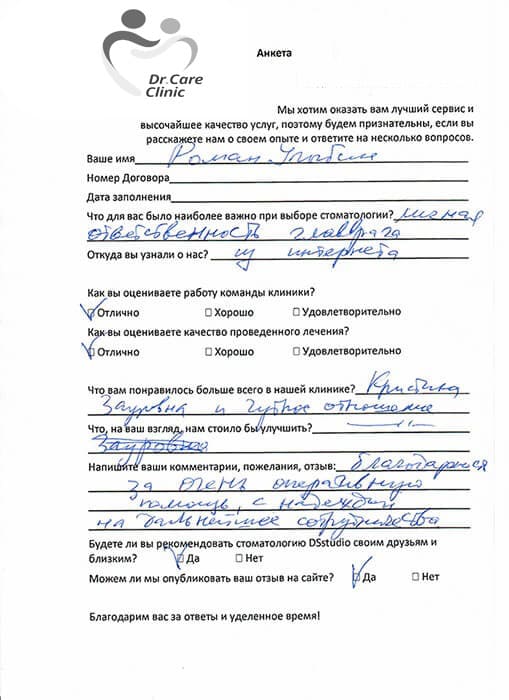 Dr.Care
Clinic
Анкета
Мы хотим оказать вам лучший сервис и
высочайшее качество услуг, поэтому будем признательны, если вы
расскажете нам о своем опыте и ответите на несколько вопросов.
Ваше имя Роман
Номер Договора
Дата заполнения
Что для вас было наиболее важно при выборе стоматологии? личная
ответственность главврача
Откуда вы узнали о нас? из интернета
Как вы оцениваете работу команды клиники?
Отлично Хорошо Удовлетворительно
Как вы оцениваете качество проведенного лечения?
Отлично Хорошо Удовлетворительно
Что вам понравилось больше всего в нашей клинике? Кристина
Зауровна и чуткое отношение
Что, на ваш взгляд, нам стоило бы улучшить?
Зауровная
Напишите ваши комментарии, пожелания, отзыв: благодарися
за очень оперативную
помощь, с надеждой
на дальнейшее сотрудничество
Будете ли вы рекомендовать стоматологию DSstudio своим друзьям и
близким? Да Нет
Можем ли мы опубликовать ваш отзыв на сайте? Да Нет
Благодарим вас за ответы и уделенное время!